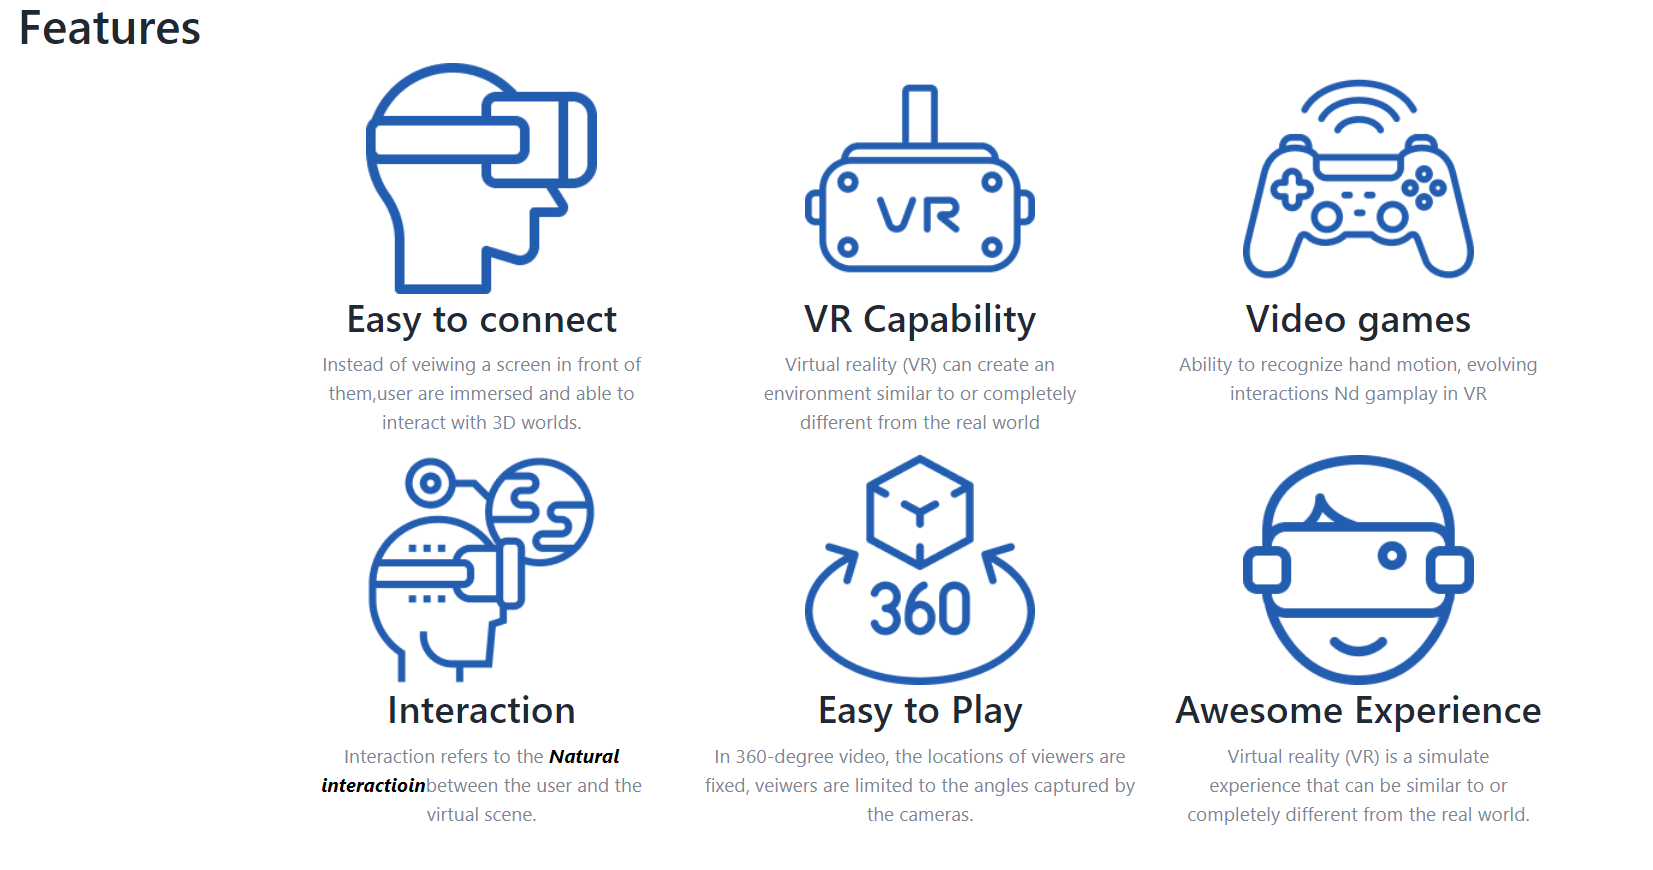 Features
VR
Easy to connect
Instead of veiwing a screen in front of
them,user are immersed and able to
interact with 3D worlds.
VR Capability
Virtual reality (VR) can create an
environment similar to or completely
different from the real world
Video games
Ability to recognize hand motion, evolving
interactions Nd gamplay in VR
Interaction
Interaction refers to the Natural
interactioinbetween the user and the
virtual scene.
360
Easy to Play
In 360-degree video, the locations of viewers are
fixed, veiwers are limited to the angles captured by
the cameras.
Awesome Experience
Virtual reality (VR) is a simulate
experience that can be similar to or
completely different from the real world.